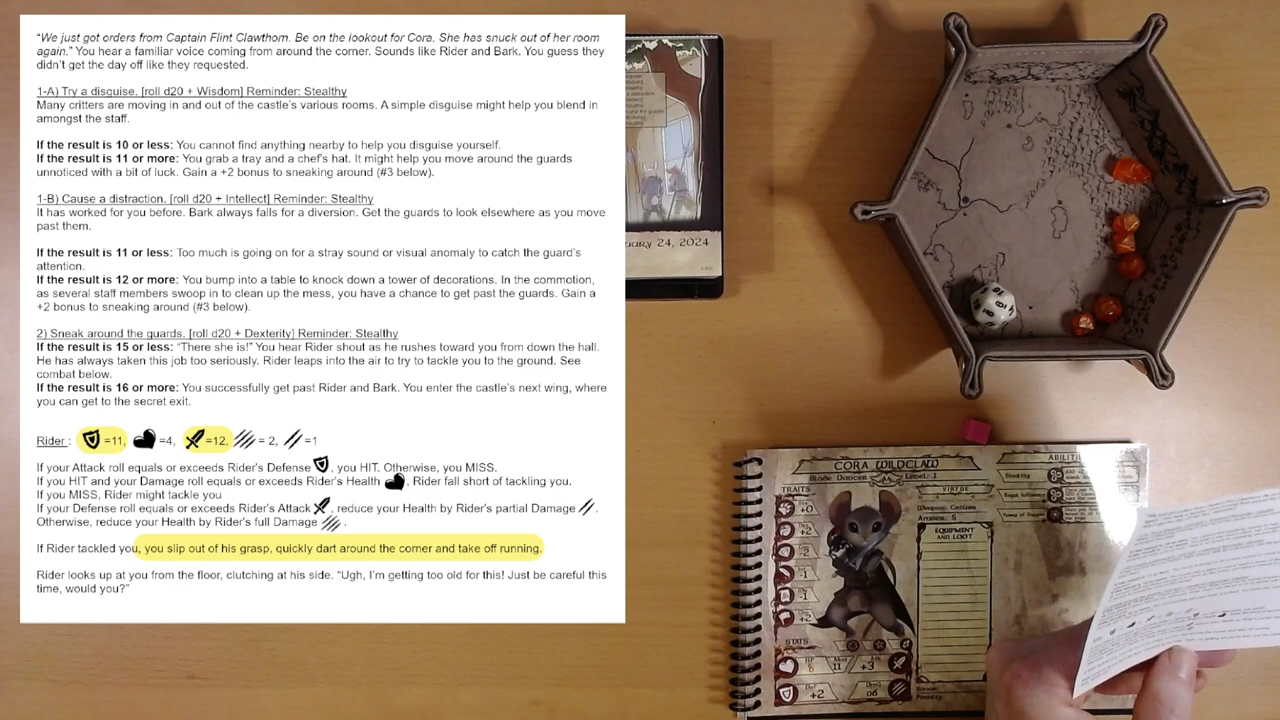 “We just got orders from Captain Flint Clawthorn. Be on the lookout for Cora. She has snuck out of her room
again.” You hear a familiar voice coming from around the corner. Sounds like Rider and Bark. You guess they
didn’t get the day off like they requested.
1-A) Try a disguise. [roll d20 + Wisdom] Reminder: Stealthy
Many critters are moving in and out of the castle’s various rooms. A simple disguise might help you blend in
amongst the staff.
If the result is 10 or less: You cannot find anything nearby to help you disguise yourself.
If the result is 11 or more: You grab a tray and a chef’s hat. It might help you move around the guards
unnoticed with a bit of luck. Gain a +2 bonus to sneaking around (#3 below).
1-B) Cause a distraction. [roll d20 + Intellect] Reminder: Stealthy
It has worked for you before. Bark always falls for a diversion. Get the guards to look elsewhere as you move
past them.
If the result is 11 or less: Too much is going on for a stray sound or visual anomaly to catch the guard’s
attention.
If the result is 12 or more: You bump into a table to knock down a tower of decorations. In the commotion,
as several staff members swoop in to clean up the mess, you have a chance to get past the guards. Gain a
+2 bonus to sneaking around (#3 below).
2) Sneak around the guards. [roll d20 + Dexterity] Reminder: Stealthy
If the result is 15 or less: “There she is!” You hear Rider shout as he rushes toward you from down the hall.
He has always taken this job too seriously. Rider leaps into the air to try to tackle you to the ground. See
combat below.
If the result is 16 or more: You successfully get past Rider and Bark. You enter the castle’s next wing, where
you can get to the secret exit.
Rider : =11, =4, =12, = 2, =1
If your Attack roll equals or exceeds Rider’s Defense , you HIT. Otherwise, you MISS.
If you HIT and your Damage roll equals or exceeds Rider’s Health , Rider fall short of tackling you.
If you MISS, Rider might tackle you
If your Defense roll equals or exceeds Rider’s Attack , reduce your Health by Rider’s partial Damage .
Otherwise, reduce your Health by Rider’s full Damage .
If Rider tackled you, you slip out of his grasp, quickly dart around the corner and take off running.
Rider looks up at you from the floor, clutching at his side. “Ugh, I’m getting too old for this! Just be careful this
time, would you?”
24, 2024
CORA WILDCLAW
Blade Dancer Level: 1
TRAITS
+0
+2
-1
-1
+2
VIRTUE
EQUIPMENT
AND LOOT
Stealthy
STATS
11
+3
+2
D6